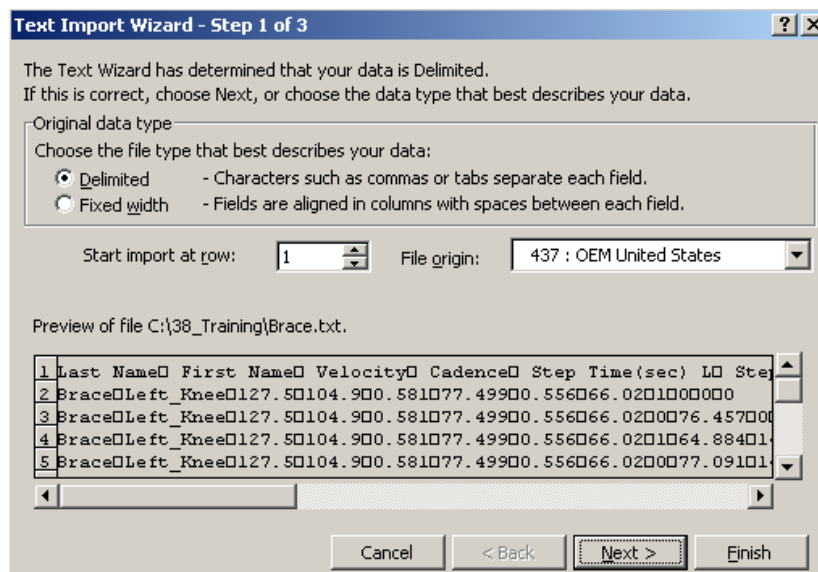 Text Import Wizard - Step 1 of 3
The Text Wizard has determined that your data is Delimited.
If this is correct, choose Next, or choose the data type that best describes your data.
Original data type
Choose the file type that best describes your data:
Delimited - Characters such as commas or tabs separate each field.
Fixed width - Fields are aligned in columns with spaces between each field.
Start import at row: 1 File origin: 437 : OEM United States
Preview of file C:\38_Training\Brace.txt.
1 Last Name□ First Name□ Velocity□ Cadence□ Step Time(sec) L□ Step
2 Brace□Left_Knee□127.5□104.9□0.581□77.499□0.556□66.02□1□0□0□0
3 Brace□Left_Knee□127.5□104.9□0.581□77.499□0.556□66.02□0□76.457□0
4 Brace□Left_Knee□127.5□104.9□0.581□77.499□0.556□66.02□1□64.884□1
5 Brace□Left_Knee□127.5□104.9□0.581□77.499□0.556□66.02□0□77.091□1
Cancel < Back Next > Finish